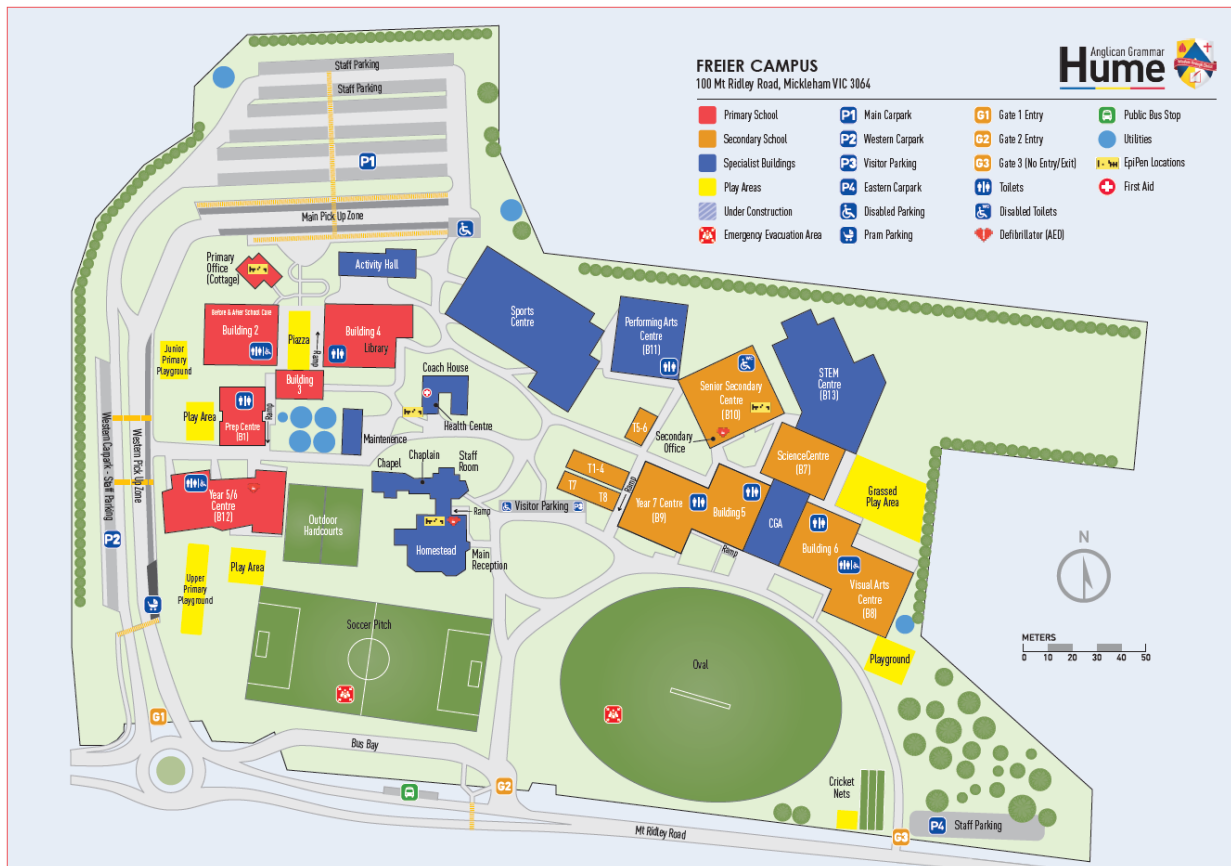 Anglican Grammar
Hume
FREIER CAMPUS
100 Mt Ridley Road, Mickleham VIC 3064
Primary School
Secondary School
Specialist Buildings
Play Areas
Under Construction
Emergency Evacuation Area
P1 Main Carpark
P2 Western Carpark
P3 Visitor Parking
P4 Eastern Carpark
Disabled Parking
Pram Parking
G1 Gate 1 Entry
G2 Gate 2 Entry
G3 Gate 3 (No Entry/Exit)
Toilets
Disabled Toilets
Defibrillator (AED)
Public Bus Stop
Utilities
EpiPen Locations
First Aid
Staff Parking
Staff Parking
P1
Main Pick Up Zone
Primary
Office
(Cottage)
Activity Hall
Before & After School Care
Building 2
Piazza
Ramp
Building 4
Library
Junior
Primary
Playground
Building
3
Play Area
Prep Centre
(B1)
Ramp
Maintenence
Coach House
Health Centre
Sports
Centre
Performing Arts
Centre
(B11)
Senior Secondary
Centre
(B10)
STEM
Centre
(B13)
Secondary
Office
T5-6
T1-4
T7
T8
Ramp
Year 7 Centre
(B9)
Building 5
ScienceCentre
(B7)
CGA
Grassed
Play Area
Building 6
Ramp
Visual Arts
Centre
(B8)
Playground
Western Carpark - Staff Parking
Western Pick Up Zone
P2
Year 5/6
Centre
(B12)
Outdoor
Hardcourts
Chapel
Chaplain
Staff
Room
Ramp
Visitor Parking
P3
Homestead
Main
Reception
Upper
Primary
Playground
Play Area
Soccer Pitch
Oval
N
METERS
0 10 20 30 40 50
G1
Bus Bay
G2
Mt Ridley Road
Cricket
Nets
G3
P4
Staff Parking